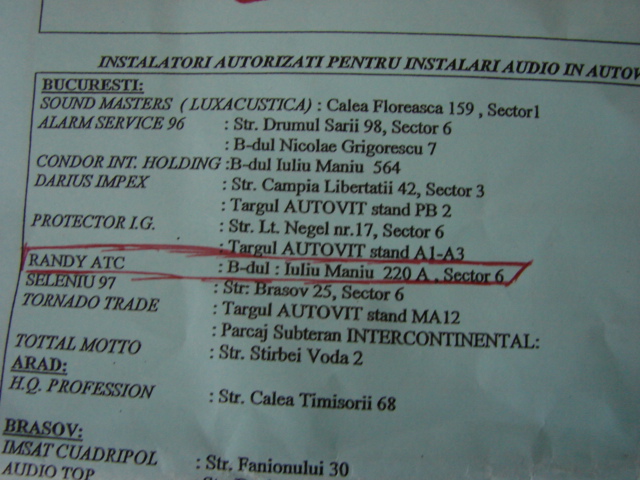 INSTALATORI AUTORIZATI PENTRU INSTALARI AUDIO IN AUTOV
BUCURESTI:
SOUND MASTERS ( LUXACUSTICA) : Calea Floreasca 159 , Sector1
ALARM SERVICE 96 : Str. Drumul Sarii 98, Sector 6
: B-dul Nicolae Grigorescu 7
CONDOR INT. HOLDING :B-dul Iuliu Maniu 564
DARIUS IMPEX : Str. Campia Libertatii 42, Sector 3
: Targul AUTOVIT stand PB 2
PROTECTOR I.G. : Str. Lt. Negel nr.17, Sector 6
: Targul AUTOVIT stand A1-A3
RANDY ATC : B-dul : Iuliu Maniu 220 A , Sector 6
SELENIU 97 : Str: Brasov 25, Sector 6
TORNADO TRADE : Targul AUTOVIT stand MA12
: Parcaj Subteran INTERCONTINENTAL:
TOTTAL MOTTO : Str. Stirbei Voda 2
ARAD:
H.Q. PROFESSION : Str. Calea Timisorii 68
BRASOV:
IMSAT CUADRIPOL : Str. Fanionului 30
AUDIO TOP